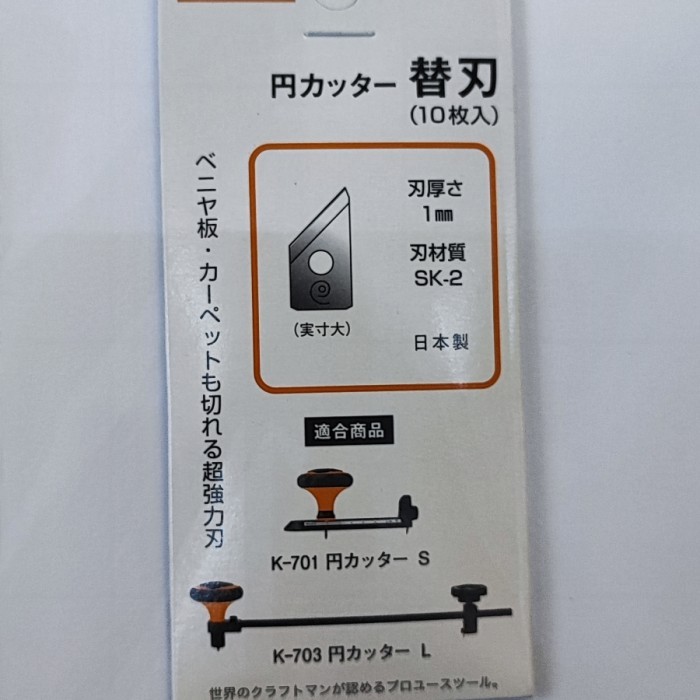 円カッター 替刃
(10枚入)
ベニヤ板・カーペットも切れる超強力刃
刃厚さ
1㎜
刃材質
SK-2
(実寸大)
日本製
適合商品
K-701 円カッター S
K-703 円カッター L
世界のクラフトマンが認めるプロユースツール。